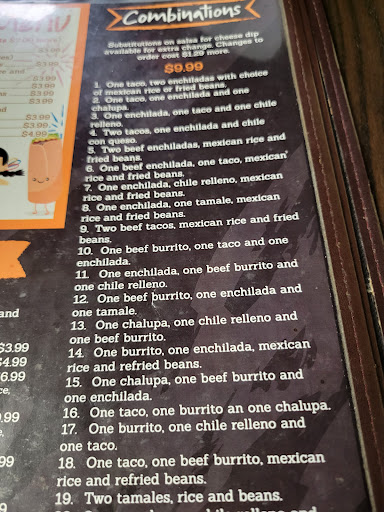 Combinations
Substitutions on salsa for cheese dip
available for extra charge. Changes to
order cost $1.29 more.
$9.99
1. One taco, two enchiladas with choice
of mexican rice or fried beans.
2. One taco, one enchilada and one
chalupa.
3. One enchilada, one taco and one chile
relleno.
4. Two tacos, one enchilada and chile
con queso.
5. Two beef enchiladas, mexican rice and
fried beans.
6. One beef enchilada, one taco, mexican
rice and fried beans.
7. One enchilada, chile relleno, mexican
rice and fried beans.
8. One enchilada, one tamale, mexican
rice and fried beans.
9. Two beef tacos, mexican rice and fried
beans.
10. One beef burrito, one taco and one
enchilada.
11. One enchilada, one beef burrito and
one chile relleno.
12. One beef burrito, one enchilada and
one tamale.
13. One chalupa, one chile relleno and
one beef burrito.
14. One burrito, one enchilada, mexican
rice and refried beans.
15. One chalupa, one beef burrito and
one enchilada.
16. One taco, one burrito an one chalupa.
17. One burrito, one chile relleno and
one taco.
18. One taco, one beef burrito, mexican
rice and refried beans.
19. Two tamales, rice and beans.
$3.99
$3.99
$3.99
$3.99
$3.99
$4.99
and
$3.99
$4.99